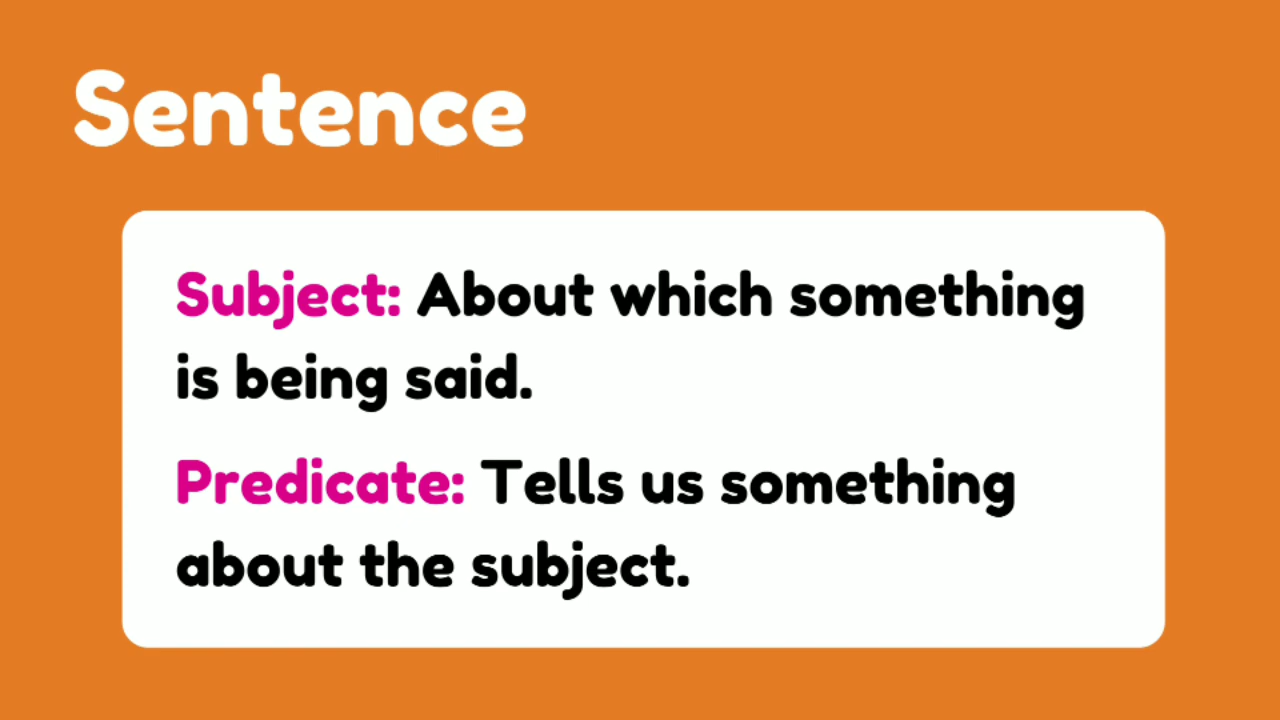 Sentence
Subject: About which something
is being said.
Predicate: Tells us something
about the subject.